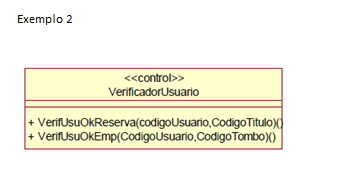 Exemplo 2
<<control>>
VerificadorUsuario
+ VerifUsuOkReserva(codigoUsuario,CodigoTitulo)()
+ VerifUsuOkEmp(CodigoUsuario,CodigoTombo)()